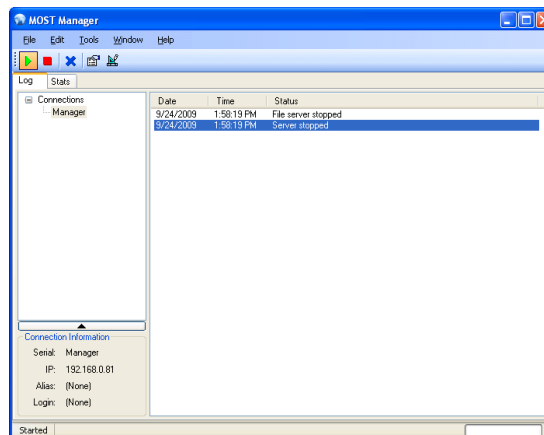 MOST Manager
File Edit Tools Window Help
Log Stats
Connections
Manager
Date Time Status
9/24/2009 1:58:19 PM File server stopped
9/24/2009 1:58:19 PM Server stopped
Connection Information
Serial: Manager
IP: 192.168.0.81
Alias: (None)
Login: (None)
Started